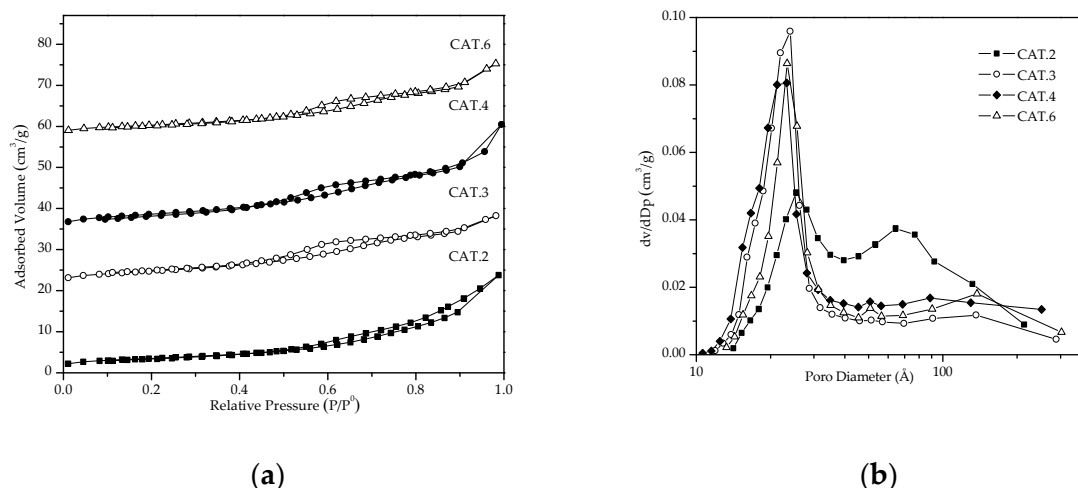 80
70
60
50
40
30
20
10
0
Adsorbed Volume (cm³/g)
CAT.6
CAT.4
CAT.3
CAT.2
0.0 0.2 0.4 0.6 0.8 1.0
Relative Pressure (P/P⁰)
(a)
0.10
0.08
0.06
0.04
0.02
0.00
dv/dDp (cm³/g)
CAT.2
CAT.3
CAT.4
CAT.6
10 100
Poro Diameter (Å)
(b)